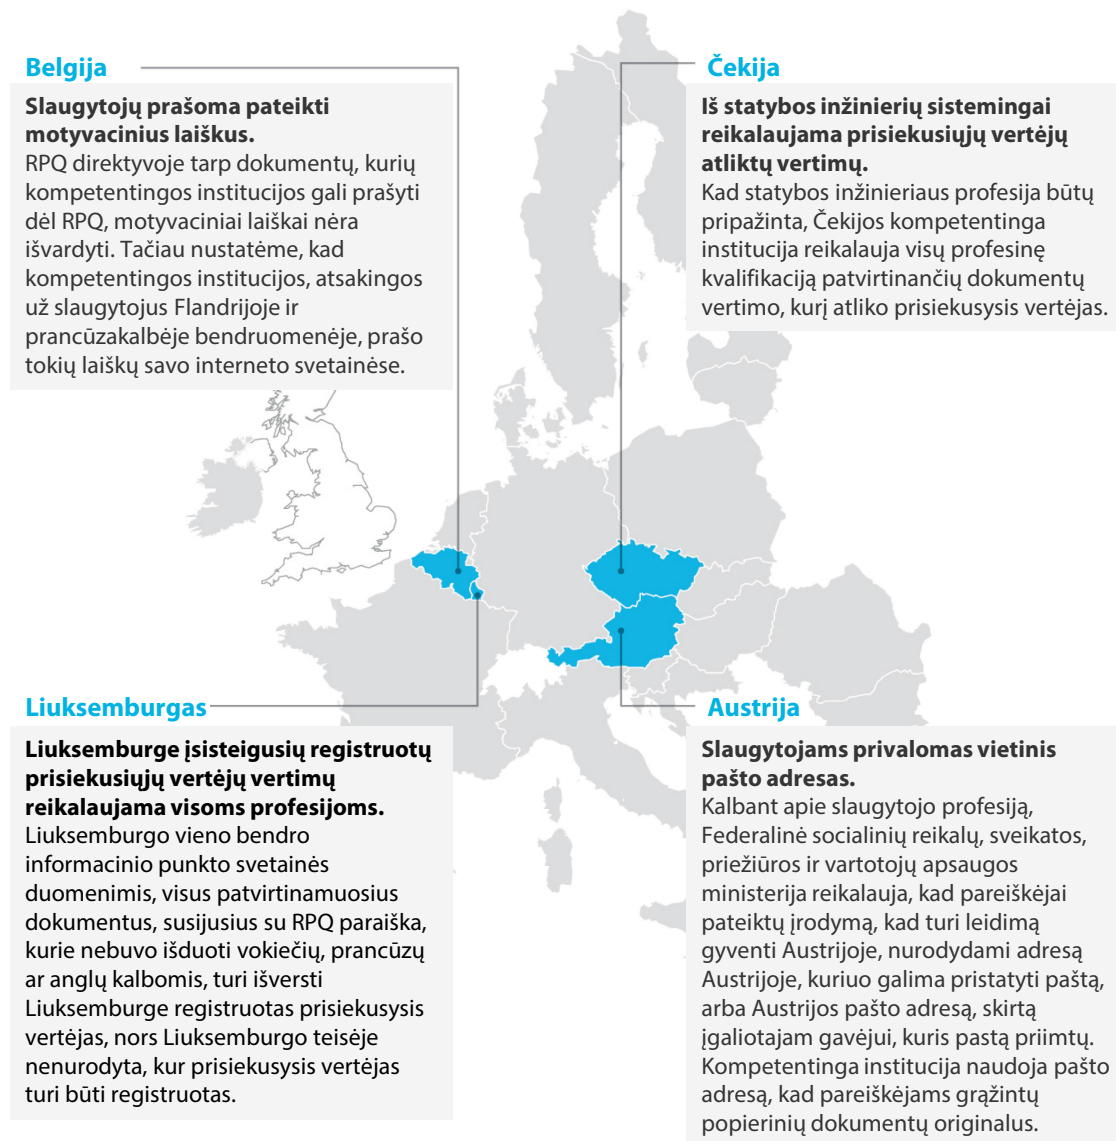 Belgija
Slaugytojų prašoma pateikti
motyvacinius laiškus.
RPQ direktyvoje tarp dokumentų, kurių
kompetentingos institucijos gali prašyti
dėl RPQ, motyvaciniai laiškai nėra
išvardyti. Tačiau nustatėme, kad
kompetentingos institucijos, atsakingos
už slaugytojus Flandrijoje ir
prancūzakalbėje bendruomenėje, prašo
tokių laiškų savo interneto svetainėse.
Čekija
Iš statybos inžinierių sistemingai
reikalaujama prisiekusiųjų vertėjų
atliktų vertimų.
Kad statybos inžinieriaus profesija būtų
pripažinta, Čekijos kompetentinga
institucija reikalauja visų profesinę
kvalifikaciją patvirtinančių dokumentų
vertimo, kurį atliko prisiekusysis vertėjas.
Liuksemburgas
Liuksemburge įsisteigusių registruotų
prisiekusiųjų vertėjų vertimų
reikalaujama visoms profesijoms.
Liuksemburgo vieno bendro
informacinio punkto svetainės
duomenimis, visus patvirtinamuosius
dokumentus, susijusius su RPQ paraiška,
kurie nebuvo išduoti vokiečių, prancūzų
ar anglų kalbomis, turi išversti
Liuksemburge registruotas prisiekusysis
vertėjas, nors Liuksemburgo teisėje
nenurodyta, kur prisiekusysis vertėjas
turi būti registruotas.
Austrija
Slaugytojams privalomas vietinis
pašto adresas.
Kalbant apie slaugytojo profesiją,
Federalinė socialinių reikalų, sveikatos,
priežiūros ir vartotojų apsaugos
ministerija reikalauja, kad pareiškėjai
pateiktų įrodymą, kad turi leidimą
gyventi Austrijoje, nurodydami adresą
Austrijoje, kuriuo galima pristatyti paštą,
arba Austrijos pašto adresą, skirtą
įgaliotajam gavėjui, kuris pastą priimtų.
Kompetentinga institucija naudoja pašto
adresą, kad pareiškėjams grąžintų
popierinių dokumentų originalus.